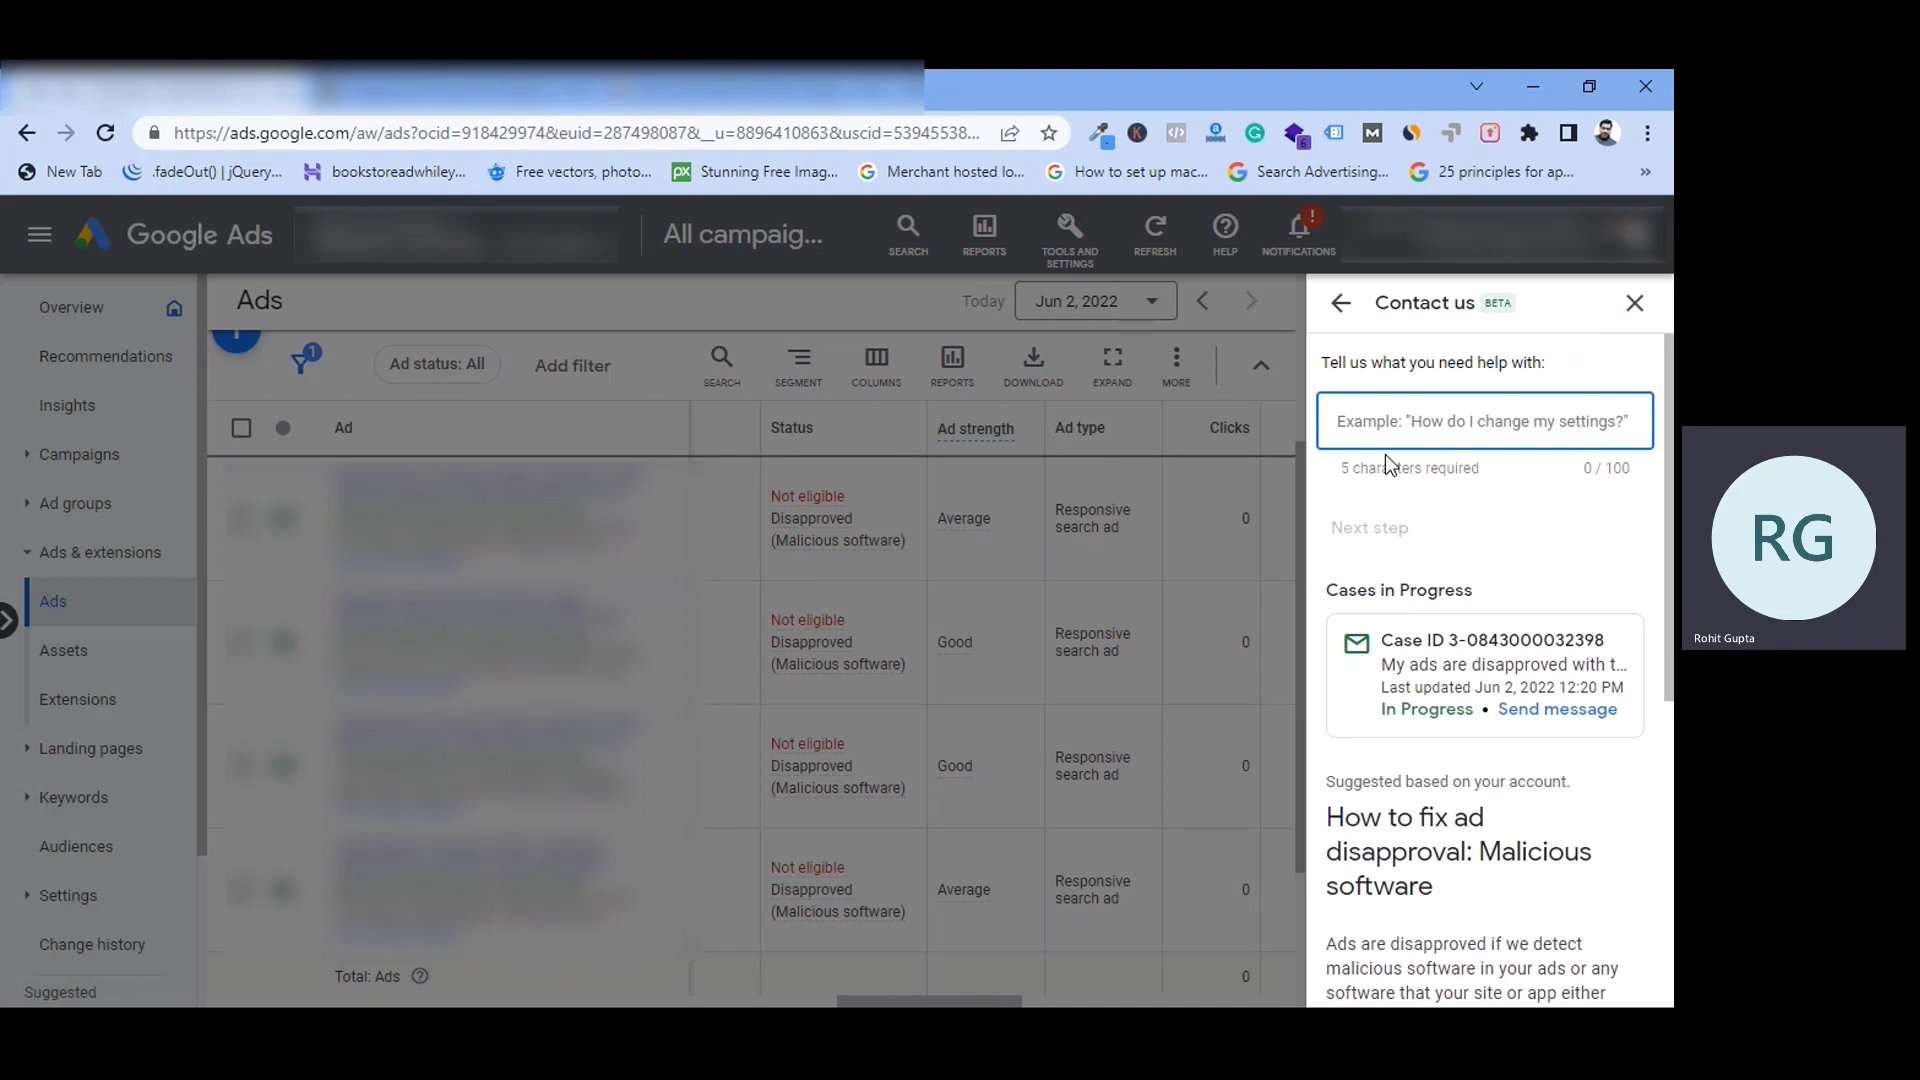 https://ads.google.com/aw/ads?ocid=918429974&euid=287498087&__u=8896410863&uscid=53945538...
New Tab
.fadeOut() | jQuery...
bookstoreadwhiley...
Free vectors, photo...
Stunning Free Imag...
Merchant hosted lo...
How to set up mac...
Search Advertising...
25 principles for ap...
»
Google Ads
All campaig...
SEARCH
REPORTS
TOOLS AND
SETTINGS
REFRESH
HELP
NOTIFICATIONS
Overview
Recommendations
Insights
Campaigns
Ad groups
Ads & extensions
Ads
Assets
Extensions
Landing pages
Keywords
Audiences
Settings
Change history
Suggested
Ads
Today
Jun 2, 2022
1
Ad status: All
Add filter
SEARCH
SEGMENT
COLUMNS
REPORTS
DOWNLOAD
EXPAND
MORE
Ad
Status
Ad strength
Ad type
Clicks
Not eligible
Disapproved
(Malicious software)
Average
Responsive
search ad
0
Not eligible
Disapproved
(Malicious software)
Good
Responsive
search ad
0
Not eligible
Disapproved
(Malicious software)
Good
Responsive
search ad
0
Not eligible
Disapproved
(Malicious software)
Average
Responsive
search ad
0
Total: Ads
0
Contact us BETA
Tell us what you need help with:
Example: "How do I change my settings?"
5 characters required
0 / 100
Next step
Cases in Progress
Case ID 3-0843000032398
My ads are disapproved with t...
Last updated Jun 2, 2022 12:20 PM
In Progress • Send message
Suggested based on your account.
How to fix ad
disapproval: Malicious
software
Ads are disapproved if we detect
malicious software in your ads or any
software that your site or app either
RG
Rohit Gupta